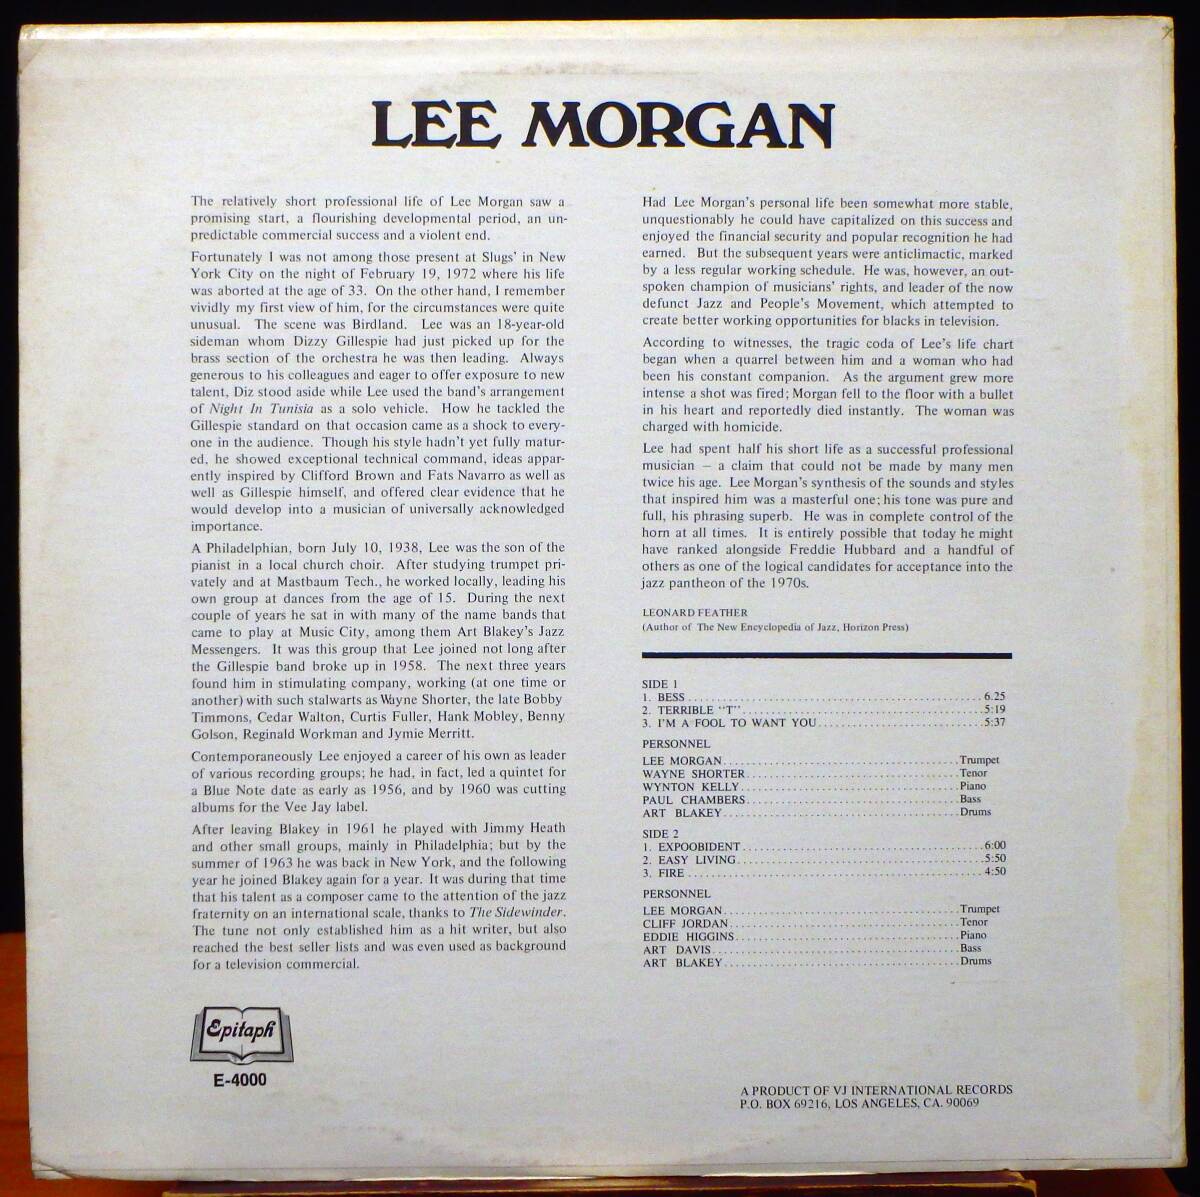 LEE MORGAN
The relatively short professional life of Lee Morgan saw a
promising start, a flourishing developmental period, an un-
predictable commercial success and a violent end.
Fortunately I was not among those present at Slugs' in New
York City on the night of February 19, 1972 where his life
was aborted at the age of 33. On the other hand, I remember
vividly my first view of him, for the circumstances were quite
unusual. The scene was Birdland. Lee was an 18-year-old
sideman whom Dizzy Gillespie had just picked up for the
brass section of the orchestra he was then leading. Always
generous to his colleagues and eager to offer exposure to new
talent, Diz stood aside while Lee used the band's arrangement
of Night In Tunisia as a solo vehicle. How he tackled the
Gillespie standard on that occasion came as a shock to every-
one in the audience. Though his style hadn't yet fully matur-
ed, he showed exceptional technical command, ideas appar-
ently inspired by Clifford Brown and Fats Navarro as well as
well as Gillespie himself, and offered clear evidence that he
would develop into a musician of universally acknowledged
importance.
A Philadelphian, born July 10, 1938, Lee was the son of the
pianist in a local church choir. After studying trumpet pri-
vately and at Mastbaum Tech., he worked locally, leading his
own group at dances from the age of 15. During the next
couple of years he sat in with many of the name bands that
came to play at Music City, among them Art Blakey's Jazz
Messengers. It was this group that Lee joined not long after
the Gillespie band broke up in 1958. The next three years
found him in stimulating company, working (at one time or
another) with such stalwarts as Wayne Shorter, the late Bobby
Timmons, Cedar Walton, Curtis Fuller, Hank Mobley, Benny
Golson, Reginald Workman and Jymie Merritt.
Contemporaneously Lee enjoyed a career of his own as leader
of various recording groups; he had, in fact, led a quintet for
a Blue Note date as early as 1956, and by 1960 was cutting
albums for the Vee Jay label.
After leaving Blakey in 1961 he played with Jimmy Heath
and other small groups, mainly in Philadelphia; but by the
summer of 1963 he was back in New York, and the following
year he joined Blakey again for a year. It was during that time
that his talent as a composer came to the attention of the jazz
fraternity on an international scale, thanks to The Sidewinder.
The tune not only established him as a hit writer, but also
reached the best seller lists and was even used as background
for a television commercial.
Had Lee Morgan's personal life been somewhat more stable,
unquestionably he could have capitalized on this success and
enjoyed the financial security and popular recognition he had
earned. But the subsequent years were anticlimactic, marked
by a less regular working schedule. He was, however, an out-
spoken champion of musicians' rights, and leader of the now
defunct Jazz and People's Movement, which attempted to
create better working opportunities for blacks in television.
According to witnesses, the tragic coda of Lee's life chart
began when a quarrel between him and a woman who had
been his constant companion. As the argument grew more
intense a shot was fired; Morgan fell to the floor with a bullet
in his heart and reportedly died instantly. The woman was
charged with homicide.
Lee had spent half his short life as a successful professional
musician — a claim that could not be made by many men
twice his age. Lee Morgan's synthesis of the sounds and styles
that inspired him was a masterful one; his tone was pure and
full, his phrasing superb. He was in complete control of the
horn at all times. It is entirely possible that today he might
have ranked alongside Freddie Hubbard and a handful of
others as one of the logical candidates for acceptance into the
jazz pantheon of the 1970s.
LEONARD FEATHER
(Author of The New Encyclopedia of Jazz, Horizon Press)
SIDE 1
1. BESS 6.25
2. TERRIBLE "T" 5:19
3. I'M A FOOL TO WANT YOU 5:37
PERSONNEL
LEE MORGAN Trumpet
WAYNE SHORTER Tenor
WYNTON KELLY Piano
PAUL CHAMBERS Bass
ART BLAKEY Drums
SIDE 2
1. EXPOOBIDENT 6:00
2. EASY LIVING 5:50
3. FIRE 4:50
PERSONNEL
LEE MORGAN Trumpet
CLIFF JORDAN Tenor
EDDIE HIGGINS Piano
ART DAVIS Bass
ART BLAKEY Drums
Epitaph
E-4000
A PRODUCT OF VJ INTERNATIONAL RECORDS
P.O. BOX 69216, LOS ANGELES, CA. 90069